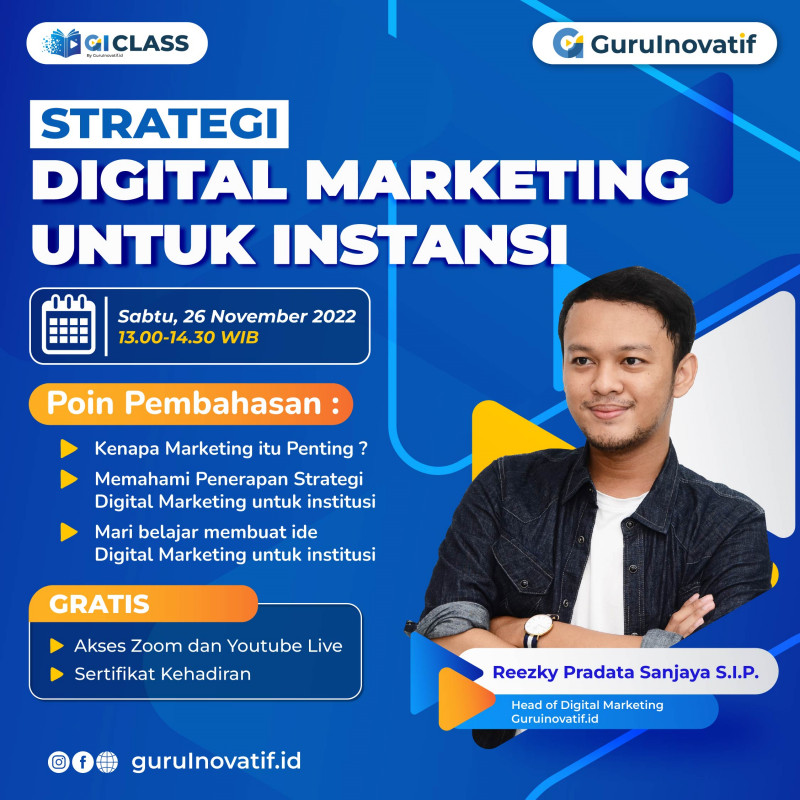 GI CLASS
By GuruInovatif.id
GuruInovatif
STRATEGI
DIGITAL MARKETING
UNTUK INSTANSI
Sabtu, 26 November 2022
13.00-14.30 WIB
Poin Pembahasan :
Kenapa Marketing itu Penting ?
Memahami Penerapan Strategi
Digital Marketing untuk institusi
Mari belajar membuat ide
Digital Marketing untuk institusi
GRATIS
Akses Zoom dan Youtube Live
Sertifikat Kehadiran
Reezky Pradata Sanjaya S.I.P.
Head of Digital Marketing
Guruinovatif.id
guruInovatif.id